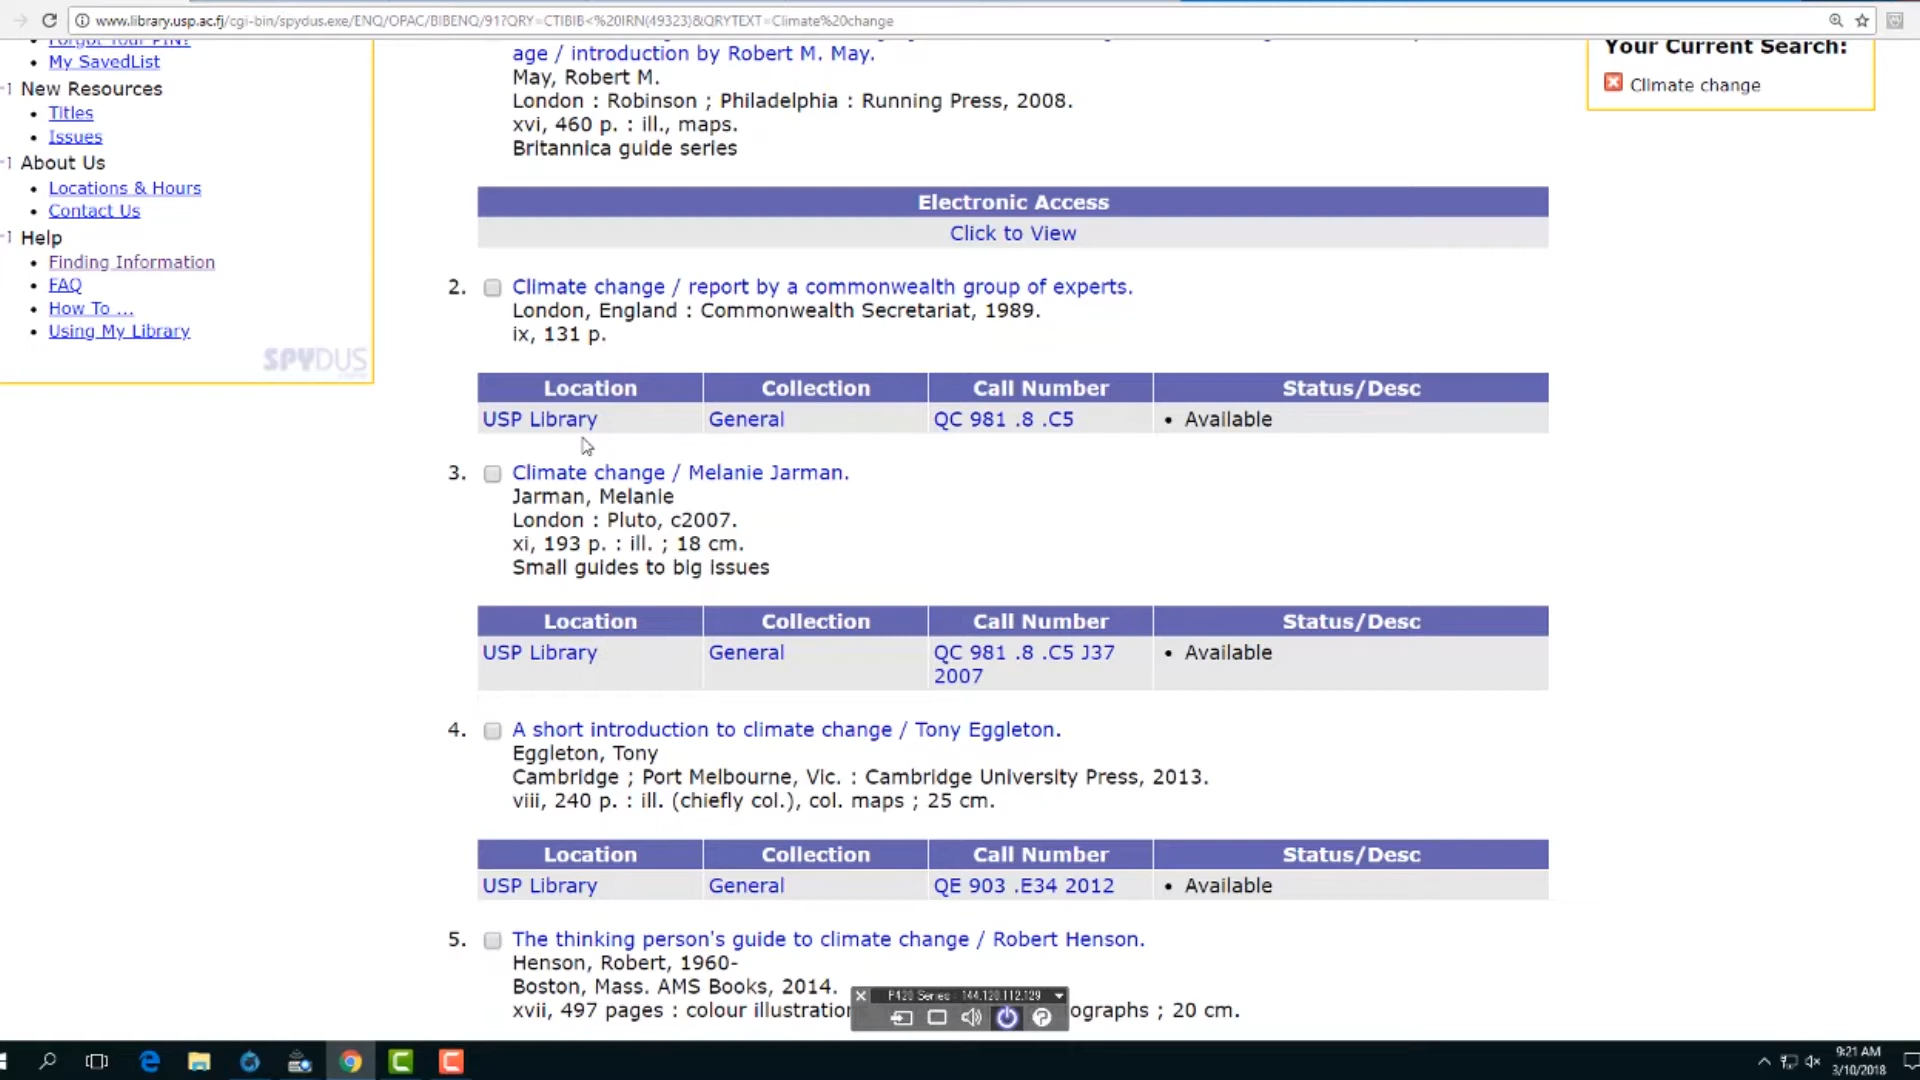 www.library.usp.ac.fj/cgi-bin/spydus.exe/ENQ/OPAC/BIBENQ/91?QRY=CTIBIB<%20IRN(49323)&QRYTEXT=Climate%20change
Forgot Your PIN?
My SavedList
New Resources
Titles
Issues
About Us
Locations & Hours
Contact Us
Help
Finding Information
FAQ
How To ...
Using My Library
SPYDUS
age / introduction by Robert M. May.
May, Robert M.
London : Robinson ; Philadelphia : Running Press, 2008.
xvi, 460 p. : ill., maps.
Britannica guide series
Electronic Access
Click to View
2. Climate change / report by a commonwealth group of experts.
London, England : Commonwealth Secretariat, 1989.
ix, 131 p.
Location Collection Call Number Status/Desc
USP Library General QC 981 .8 .C5 • Available
3. Climate change / Melanie Jarman.
Jarman, Melanie
London : Pluto, c2007.
xi, 193 p. : ill. ; 18 cm.
Small guides to big issues
Location Collection Call Number Status/Desc
USP Library General QC 981 .8 .C5 J37 • Available
2007
4. A short introduction to climate change / Tony Eggleton.
Eggleton, Tony
Cambridge ; Port Melbourne, Vic. : Cambridge University Press, 2013.
viii, 240 p. : ill. (chiefly col.), col. maps ; 25 cm.
Location Collection Call Number Status/Desc
USP Library General QE 903 .E34 2012 • Available
5. The thinking person's guide to climate change / Robert Henson.
Henson, Robert, 1960-
Boston, Mass. AMS Books, 2014.
xvii, 497 pages : colour illustration ographs ; 20 cm.
Your Current Search:
Climate change
P420 Series : 144.120.112.129
9:21 AM
3/10/2018